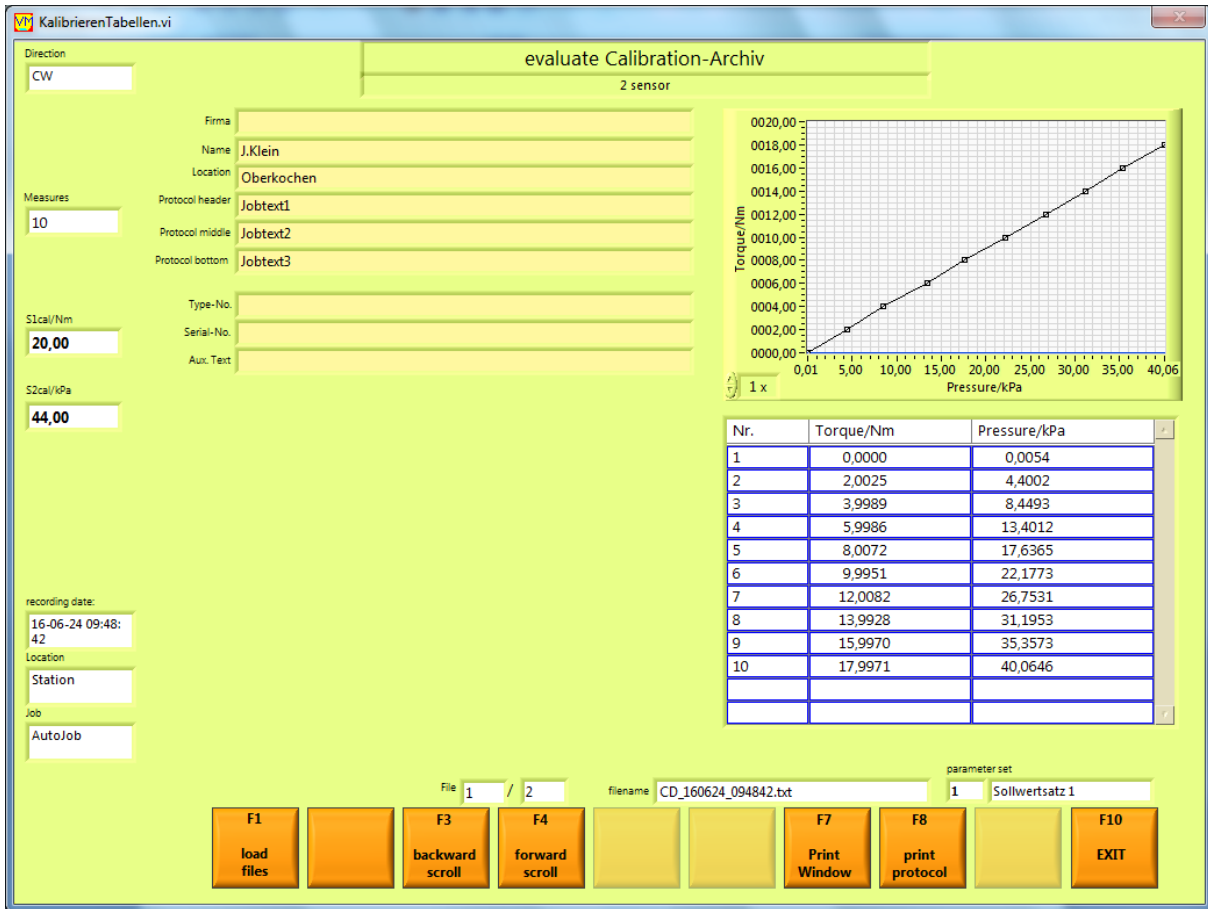 VM KalibrierenTabellen.vi
x
Direction
CW
evaluate Calibration-Archiv
2 sensor
Firma
Name J.Klein
Location Oberkochen
Measures
10
Protocol header Jobtext1
Protocol middle Jobtext2
Protocol bottom Jobtext3
Type-No.
Serial-No.
Aux. Text
S1cal/Nm
20,00
S2cal/kPa
44,00
Torque/Nm
0020,00
0018,00
0016,00
0014,00
0012,00
0010,00
0008,00
0006,00
0004,00
0002,00
0000,00
0,01 5,00 10,00 15,00 20,00 25,00 30,00 35,00 40,06
1 x
Pressure/kPa
Nr. Torque/Nm Pressure/kPa
1 0,0000 0,0054
2 2,0025 4,4002
3 3,9989 8,4493
4 5,9986 13,4012
5 8,0072 17,6365
6 9,9951 22,1773
7 12,0082 26,7531
8 13,9928 31,1953
9 15,9970 35,3573
10 17,9971 40,0646
recording date:
16-06-24 09:48:
42
Location
Station
Job
AutoJob
File 1 / 2
filename CD_160624_094842.txt
parameter set
1 Sollwertsatz 1
F1
load
files
F3
backward
scroll
F4
forward
scroll
F7
Print
Window
F8
print
protocol
F10
EXIT